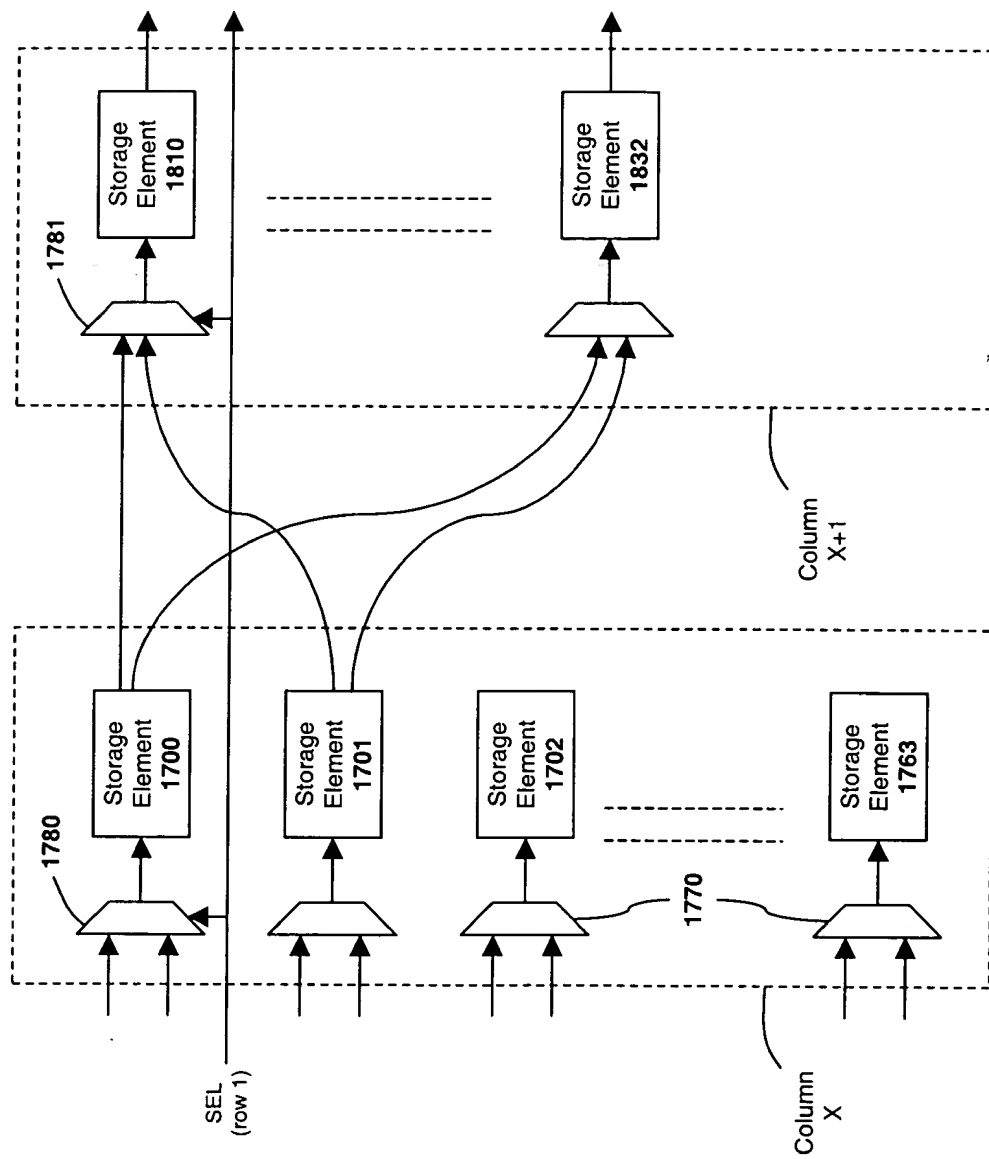 1780
Storage
Element
1700
SEL
(row 1)
Storage
Element
1701
Storage
Element
1702
1770
Storage
Element
1763
Column
X
1781
Storage
Element
1810
Storage
Element
1832
Column
X+1